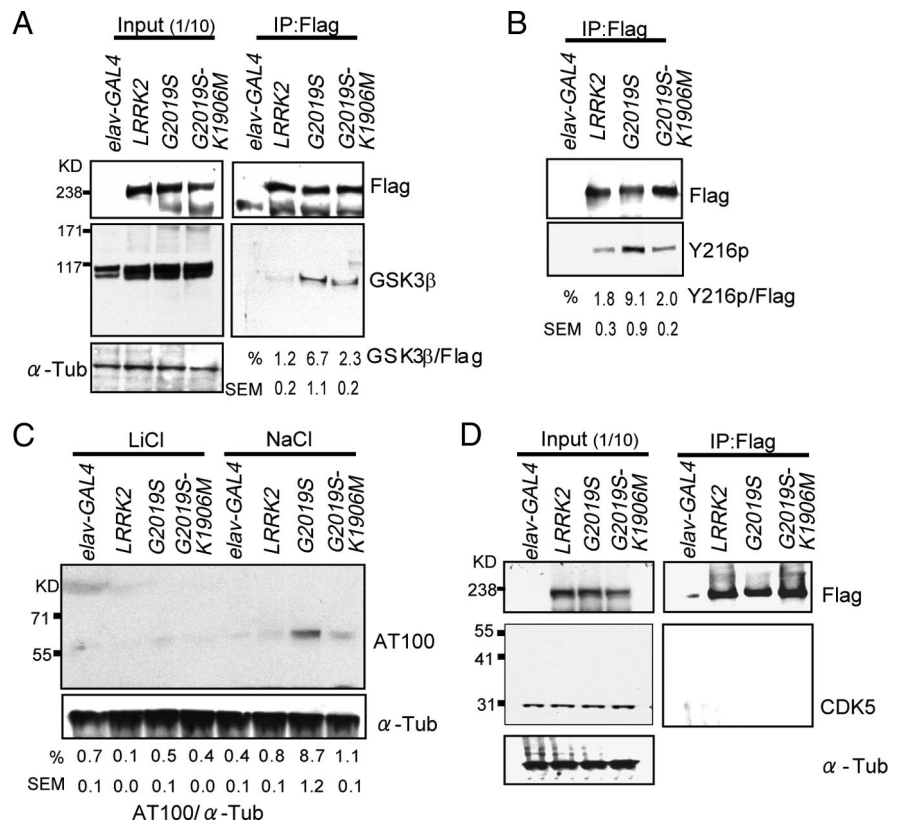 A
Input (1/10)
IP:Flag
elav-GAL4
LRRK2
G2019S
G2019S-
K1906M
elav-GAL4
LRRK2
G2019S
G2019S-
K1906M
KD
238
Flag
171
117
GSK3β
α-Tub
% 1.2 6.7 2.3 GSK3β/Flag
SEM 0.2 1.1 0.2
B
IP:Flag
elav-GAL4
LRRK2
G2019S
G2019S-
K1906M
Flag
Y216p
% 1.8 9.1 2.0 Y216p/Flag
SEM 0.3 0.9 0.2
C
LiCl
NaCl
elav-GAL4
LRRK2
G2019S
G2019S-
K1906M
elav-GAL4
LRRK2
G2019S
G2019S-
K1906M
KD
71
55
AT100
α-Tub
% 0.7 0.1 0.5 0.4 0.4 0.8 8.7 1.1
SEM 0.1 0.0 0.1 0.0 0.1 0.1 1.2 0.1
AT100/α-Tub
D
Input (1/10)
IP:Flag
elav-GAL4
LRRK2
G2019S
G2019S-
K1906M
elav-GAL4
LRRK2
G2019S
G2019S-
K1906M
KD
238
Flag
55
41
31
CDK5
α-Tub